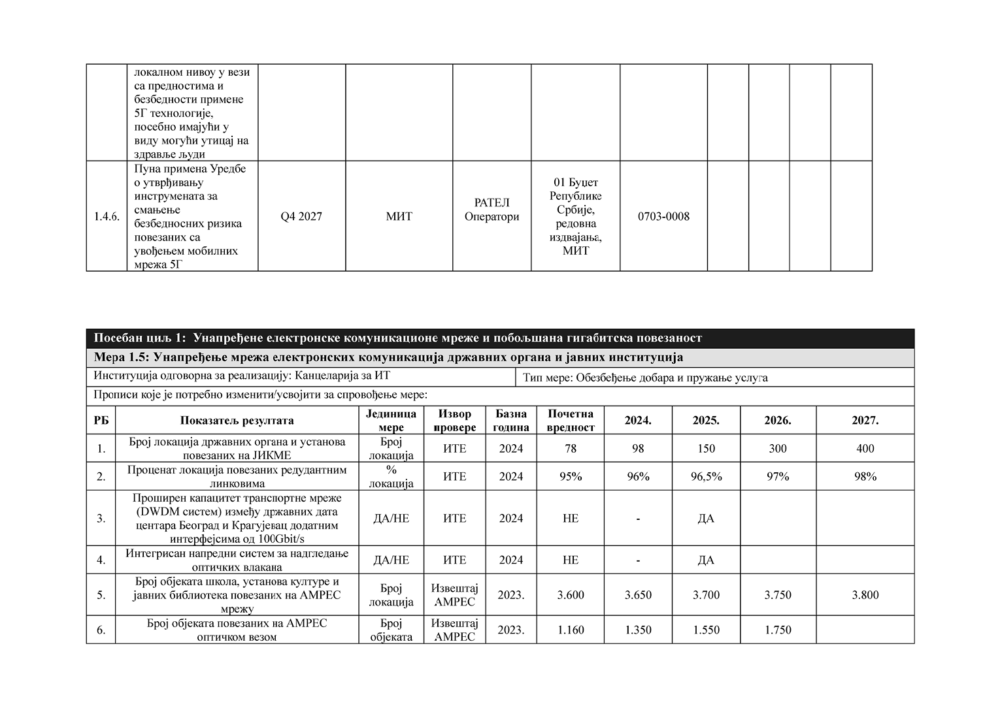 локалном нивоу у вези
са предностима и
безбедности примене
5Г технологије,
посебно имајући у
виду могући утицај на
здравље људи
1.4.6.
Пуна примена Уредбе
о утврђивању
инструмената за
смањење
безбедносних ризика
повезаних са
увођењем мобилних
мрежа 5Г
Q4 2027
МИТ
РАТЕЛ
Оператори
01 Буџет
Републике
Србије,
редовна
издвајања,
МИТ
0703-0008
Посебан циљ 1: Унапређене електронске комуникационе мреже и побољшана гигабитска повезаност
Мера 1.5: Унапређење мрежа електронских комуникација државних органа и јавних институција
Институција одговорна за реализацију: Канцеларија за ИТ
Тип мере: Обезбеђење добара и пружање услуга
Прописи које је потребно изменити/усвојити за спровођење мере:
РБ
Показатељ резултата
Јединица
мере
Извор
провере
Базна
година
Почетна
вредност
2024.
2025.
2026.
2027.
1.
Број локација државних органа и установа
повезаних на ЈИКМЕ
Број
локација
ИТЕ
2024
78
98
150
300
400
2.
Проценат локација повезаних редудантним
линковима
%
локација
ИТЕ
2024
95%
96%
96,5%
97%
98%
3.
Проширен капацитет транспортне мреже
(DWDM систем) између државних дата
центара Београд и Крагујевац додатним
интерфејсима од 100Gbit/s
ДА/НЕ
ИТЕ
2024
НЕ
-
ДА
4.
Интегрисан напредни систем за надгледање
оптичких влакана
ДА/НЕ
ИТЕ
2024
НЕ
-
ДА
5.
Број објеката школа, установа културе и
јавних библиотека повезаних на АМРЕС
мрежу
Број
локација
Извештај
АМРЕС
2023.
3.600
3.650
3.700
3.750
3.800
6.
Број објеката повезаних на АМРЕС
оптичком везом
Број
објеката
Извештај
АМРЕС
2023.
1.160
1.350
1.550
1.750